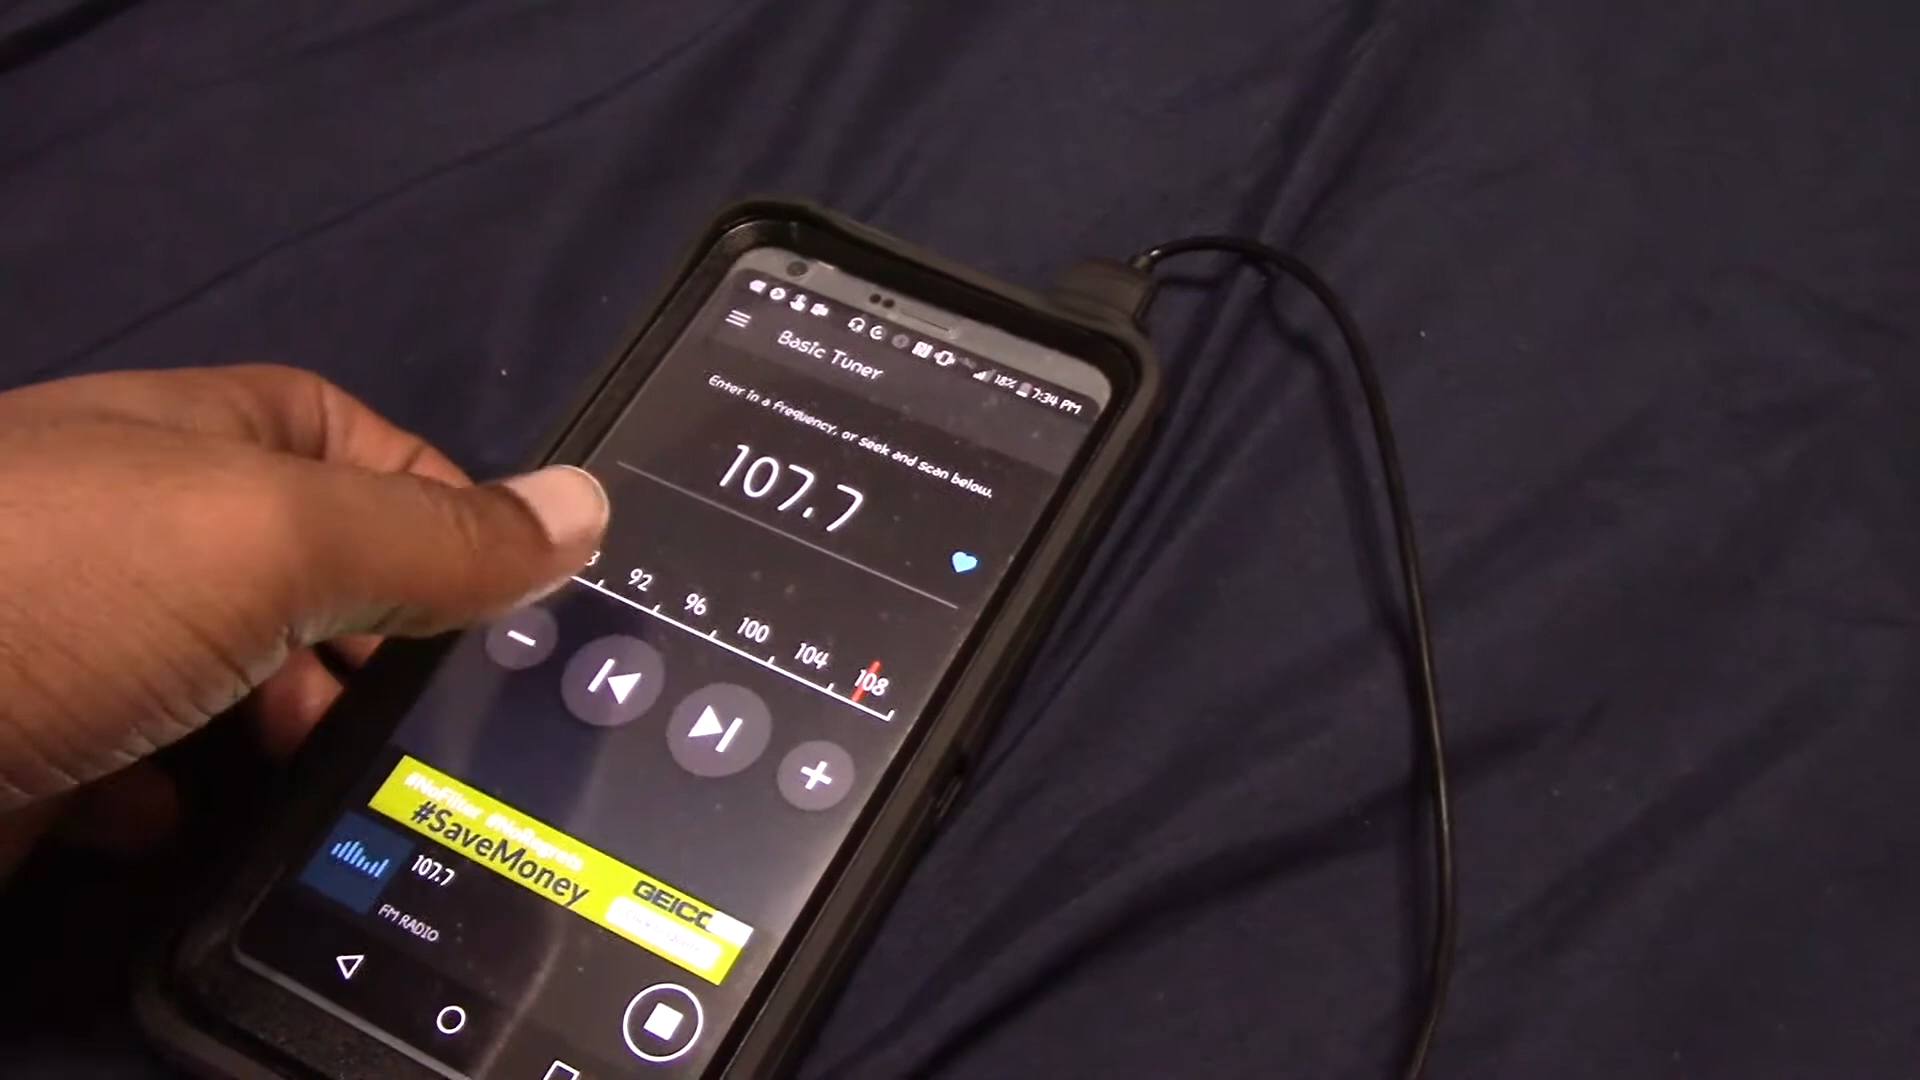 18% 7:34 PM
Basic Tuner
Enter in a frequency, or seek and scan below.
107.7
92 96 100 104 108
#NoFilter #NoRegrets
#SaveMoney
GEICO
107.7
FM RADIO